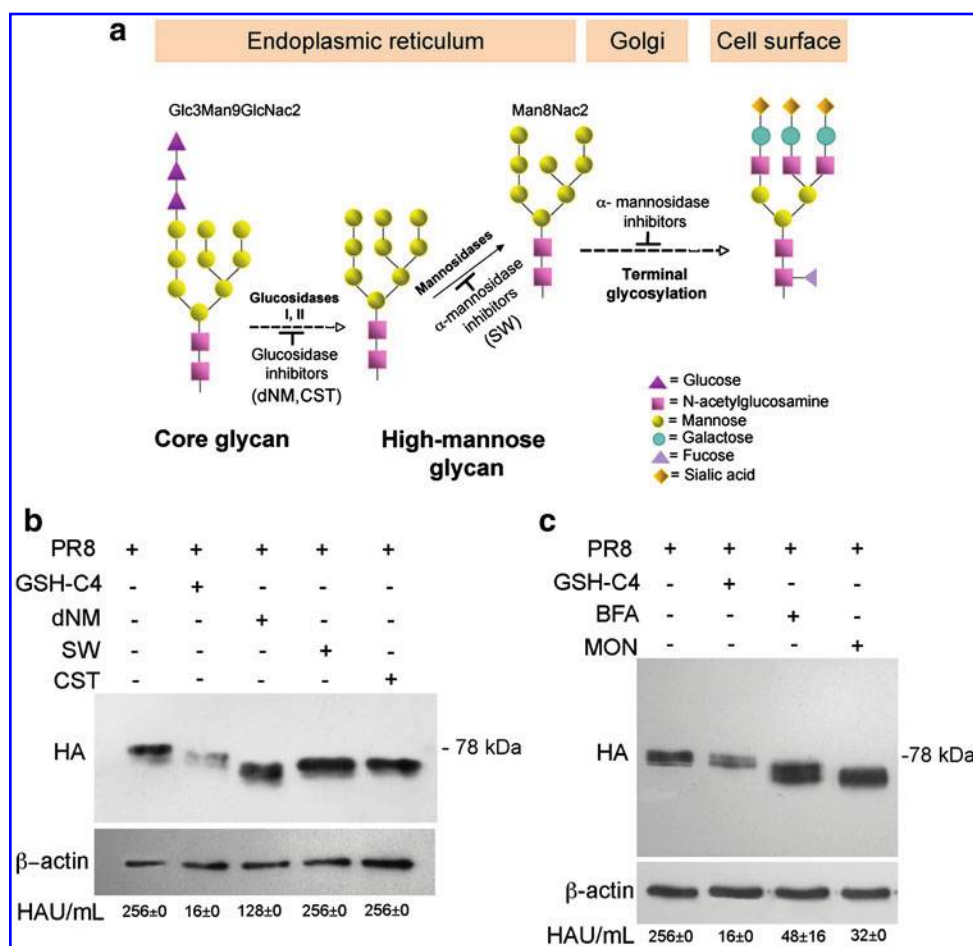 a
Endoplasmic reticulum
Golgi
Cell surface
Glc3Man9GlcNac2
Man8Nac2
Glucosidases
I, II
Glucosidase
inhibitors
(dNM,CST)
Mannosidases
α-mannosidase
inhibitors
(SW)
α- mannosidase
inhibitors
Terminal
glycosylation
Core glycan
High-mannose
glycan
= Glucose
= N-acetylglucosamine
= Mannose
= Galactose
= Fucose
= Sialic acid
b
PR8 + + + + +
GSH-C4 - + - - -
dNM - - + - -
SW - - - + -
CST - - - - +
HA
- 78 kDa
β–actin
HAU/mL 256±0 16±0 128±0 256±0 256±0
c
PR8 + + + +
GSH-C4 - + - -
BFA - - + -
MON - - - +
HA
-78 kDa
β-actin
HAU/mL 256±0 16±0 48±16 32±0